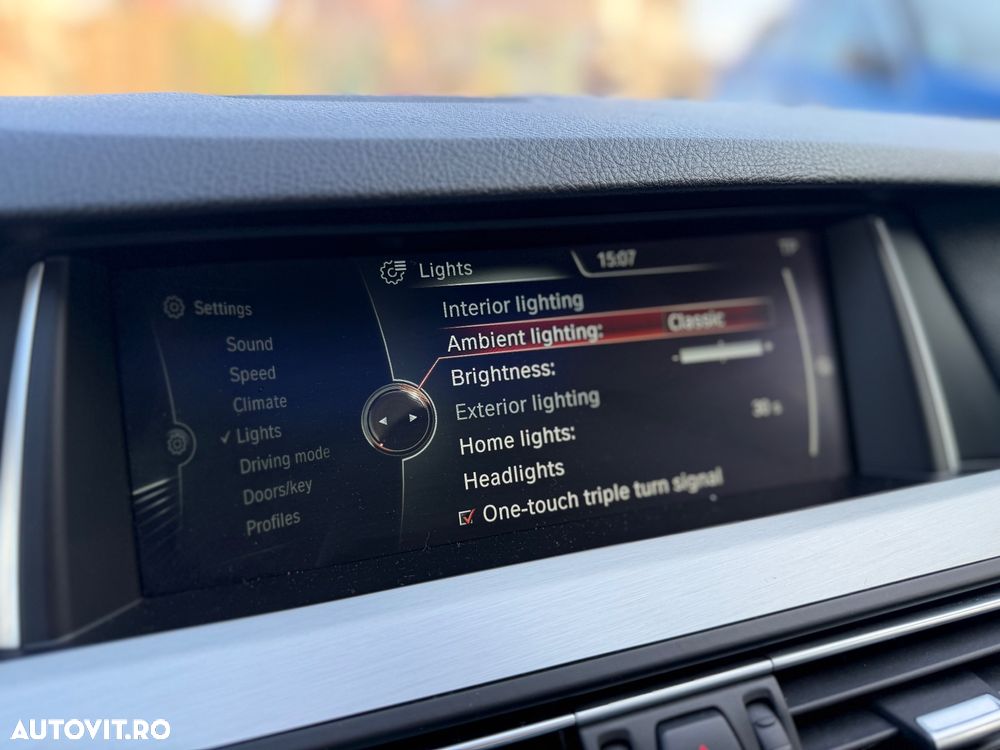 Lights
15:07
TP
Settings
Sound
Speed
Climate
Lights
Driving mode
Doors/key
Profiles
Interior lighting
Ambient lighting: Classic
Brightness: - +
Exterior lighting
Home lights: 30 s
Headlights
One-touch triple turn signal
AUTOVIT.RO